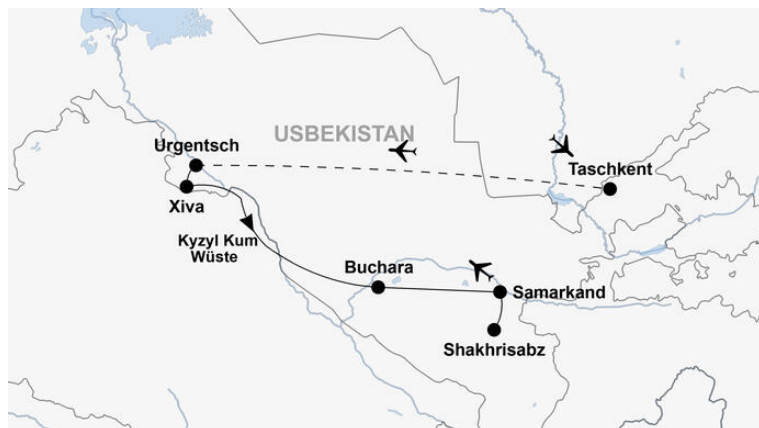 USBEKISTAN
Urgentsch
Taschkent
Xiva
Kyzyl Kum
Wüste
Buchara
Samarkand
Shakhrisabz